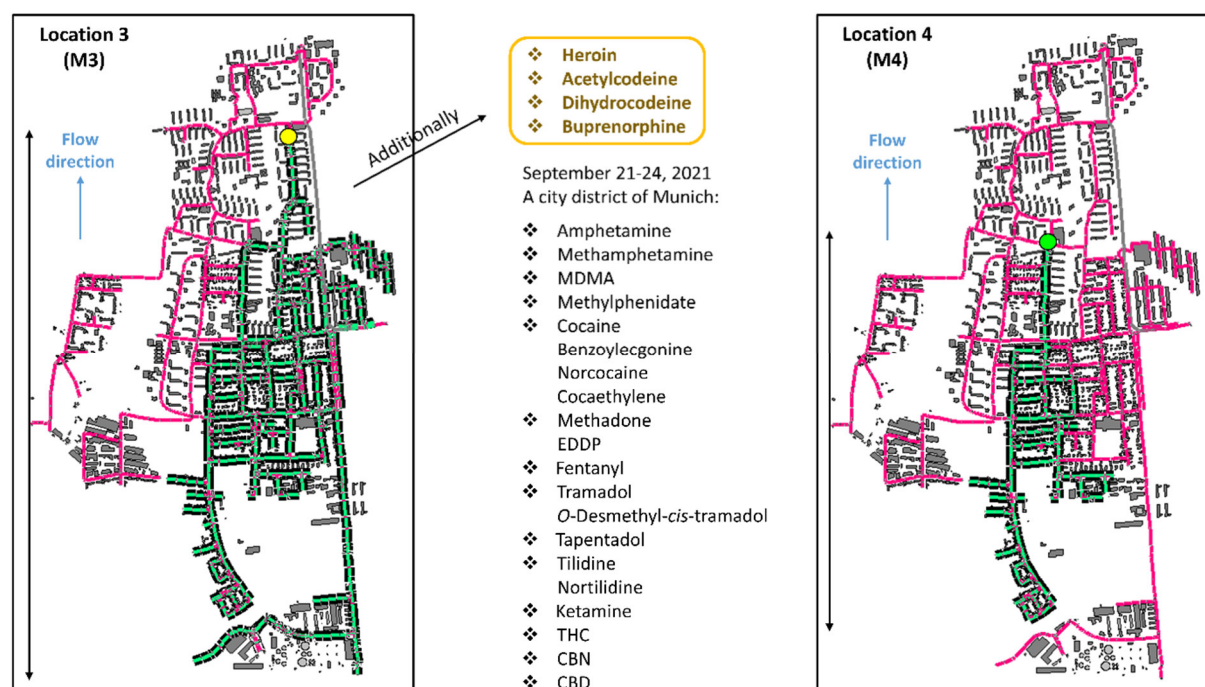 Location 3
(M3)
Flow
direction
Additionally
❖ Heroin
❖ Acetylcodeine
❖ Dihydrocodeine
❖ Buprenorphine
September 21-24, 2021
A city district of Munich:
❖ Amphetamine
❖ Methamphetamine
❖ MDMA
❖ Methylphenidate
❖ Cocaine
Benzoylecgonine
Norcocaine
Cocaethylene
❖ Methadone
EDDP
❖ Fentanyl
❖ Tramadol
O-Desmethyl-cis-tramadol
❖ Tapentadol
❖ Tilidine
Nortilidine
❖ Ketamine
❖ THC
❖ CBN
❖ CBD
Location 4
(M4)
Flow
direction